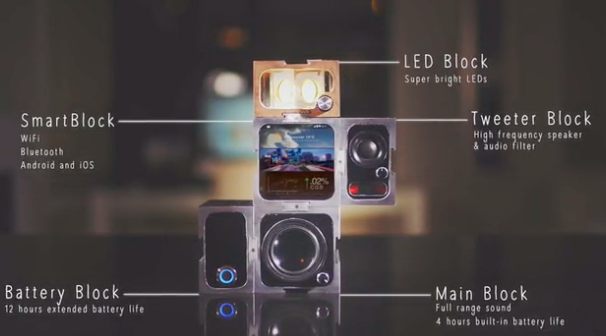 LED Block
Super bright LEDs
SmartBlock
WiFi
Bluetooth
Android and iOS
Tweeter Block
High frequency speaker
& audio filter
.02%
Battery Block
12 hours extended battery life
Main Block
Full range sound
4 hours built-in battery life